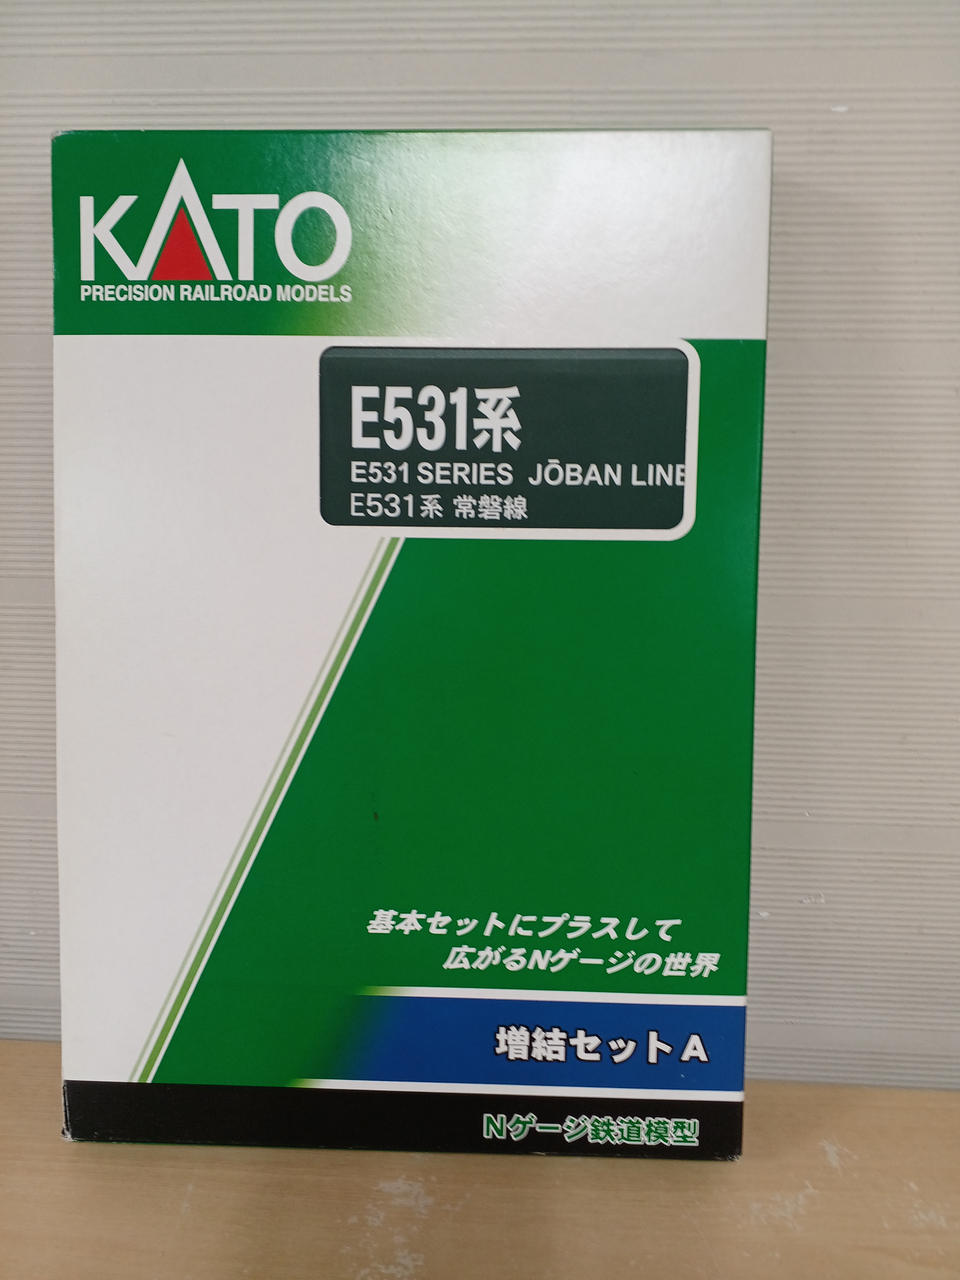 KATO
PRECISION RAILROAD MODELS
E531系
E531 SERIES JŌBAN LINE
E531系 常磐線
基本セットにプラスして
広がるNゲージの世界
増結セットA
Nゲージ鉄道模型